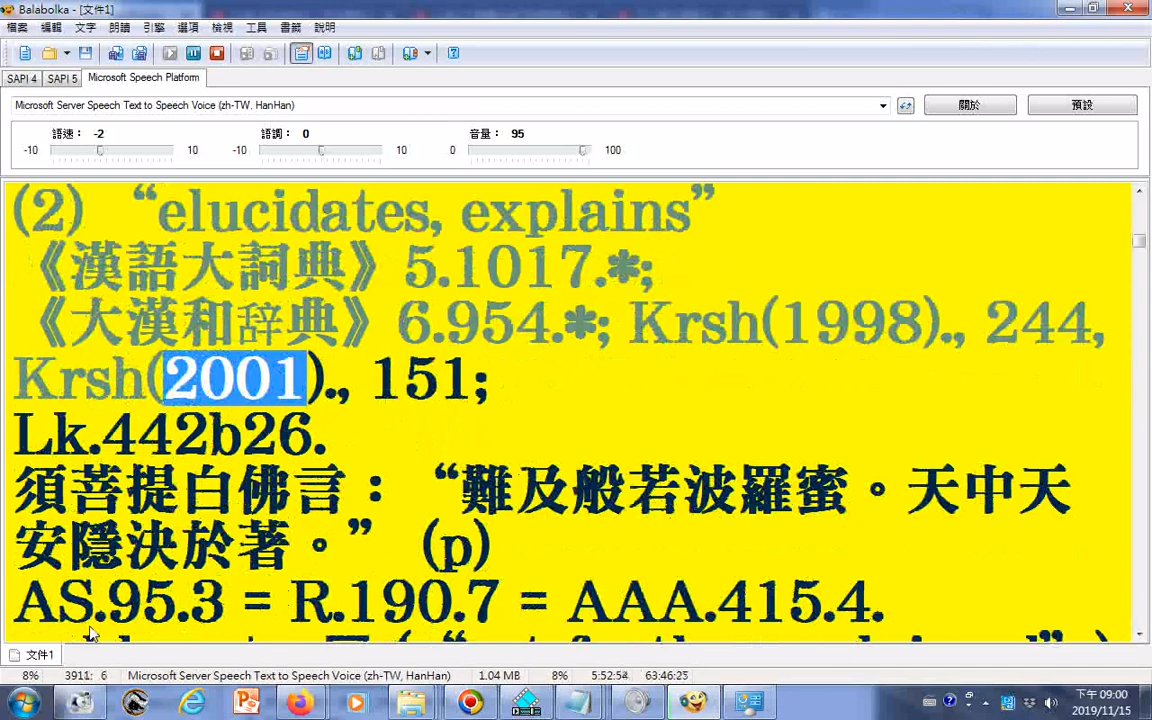 Balabolka - [文件1]
檔案 編輯 文字 朗讀 引擎 選項 檢視 工具 書籤 說明
SAPI 4 SAPI 5 Microsoft Speech Platform
Microsoft Server Speech Text to Speech Voice (zh-TW, HanHan)
關於 預設
語速： -2 語調： 0 音量： 95
-10 10 -10 10 0 100
(2) “elucidates, explains”
《漢語大詞典》 5.1017.*;
《大漢和辞典》 6.954.*; Krsh(1998)., 244,
Krsh(2001)., 151;
Lk.442b26.
須菩提白佛言：“難及般若波羅蜜。天中天
安隱決於著。” (p)
AS.95.3 = R.190.7 = AAA.415.4.
文件1
8% 3911: 6 Microsoft Server Speech Text to Speech Voice (zh-TW, HanHan) 1.04 MB 8% 5:52:54 63:46:25
下午 09:00
2019/11/15